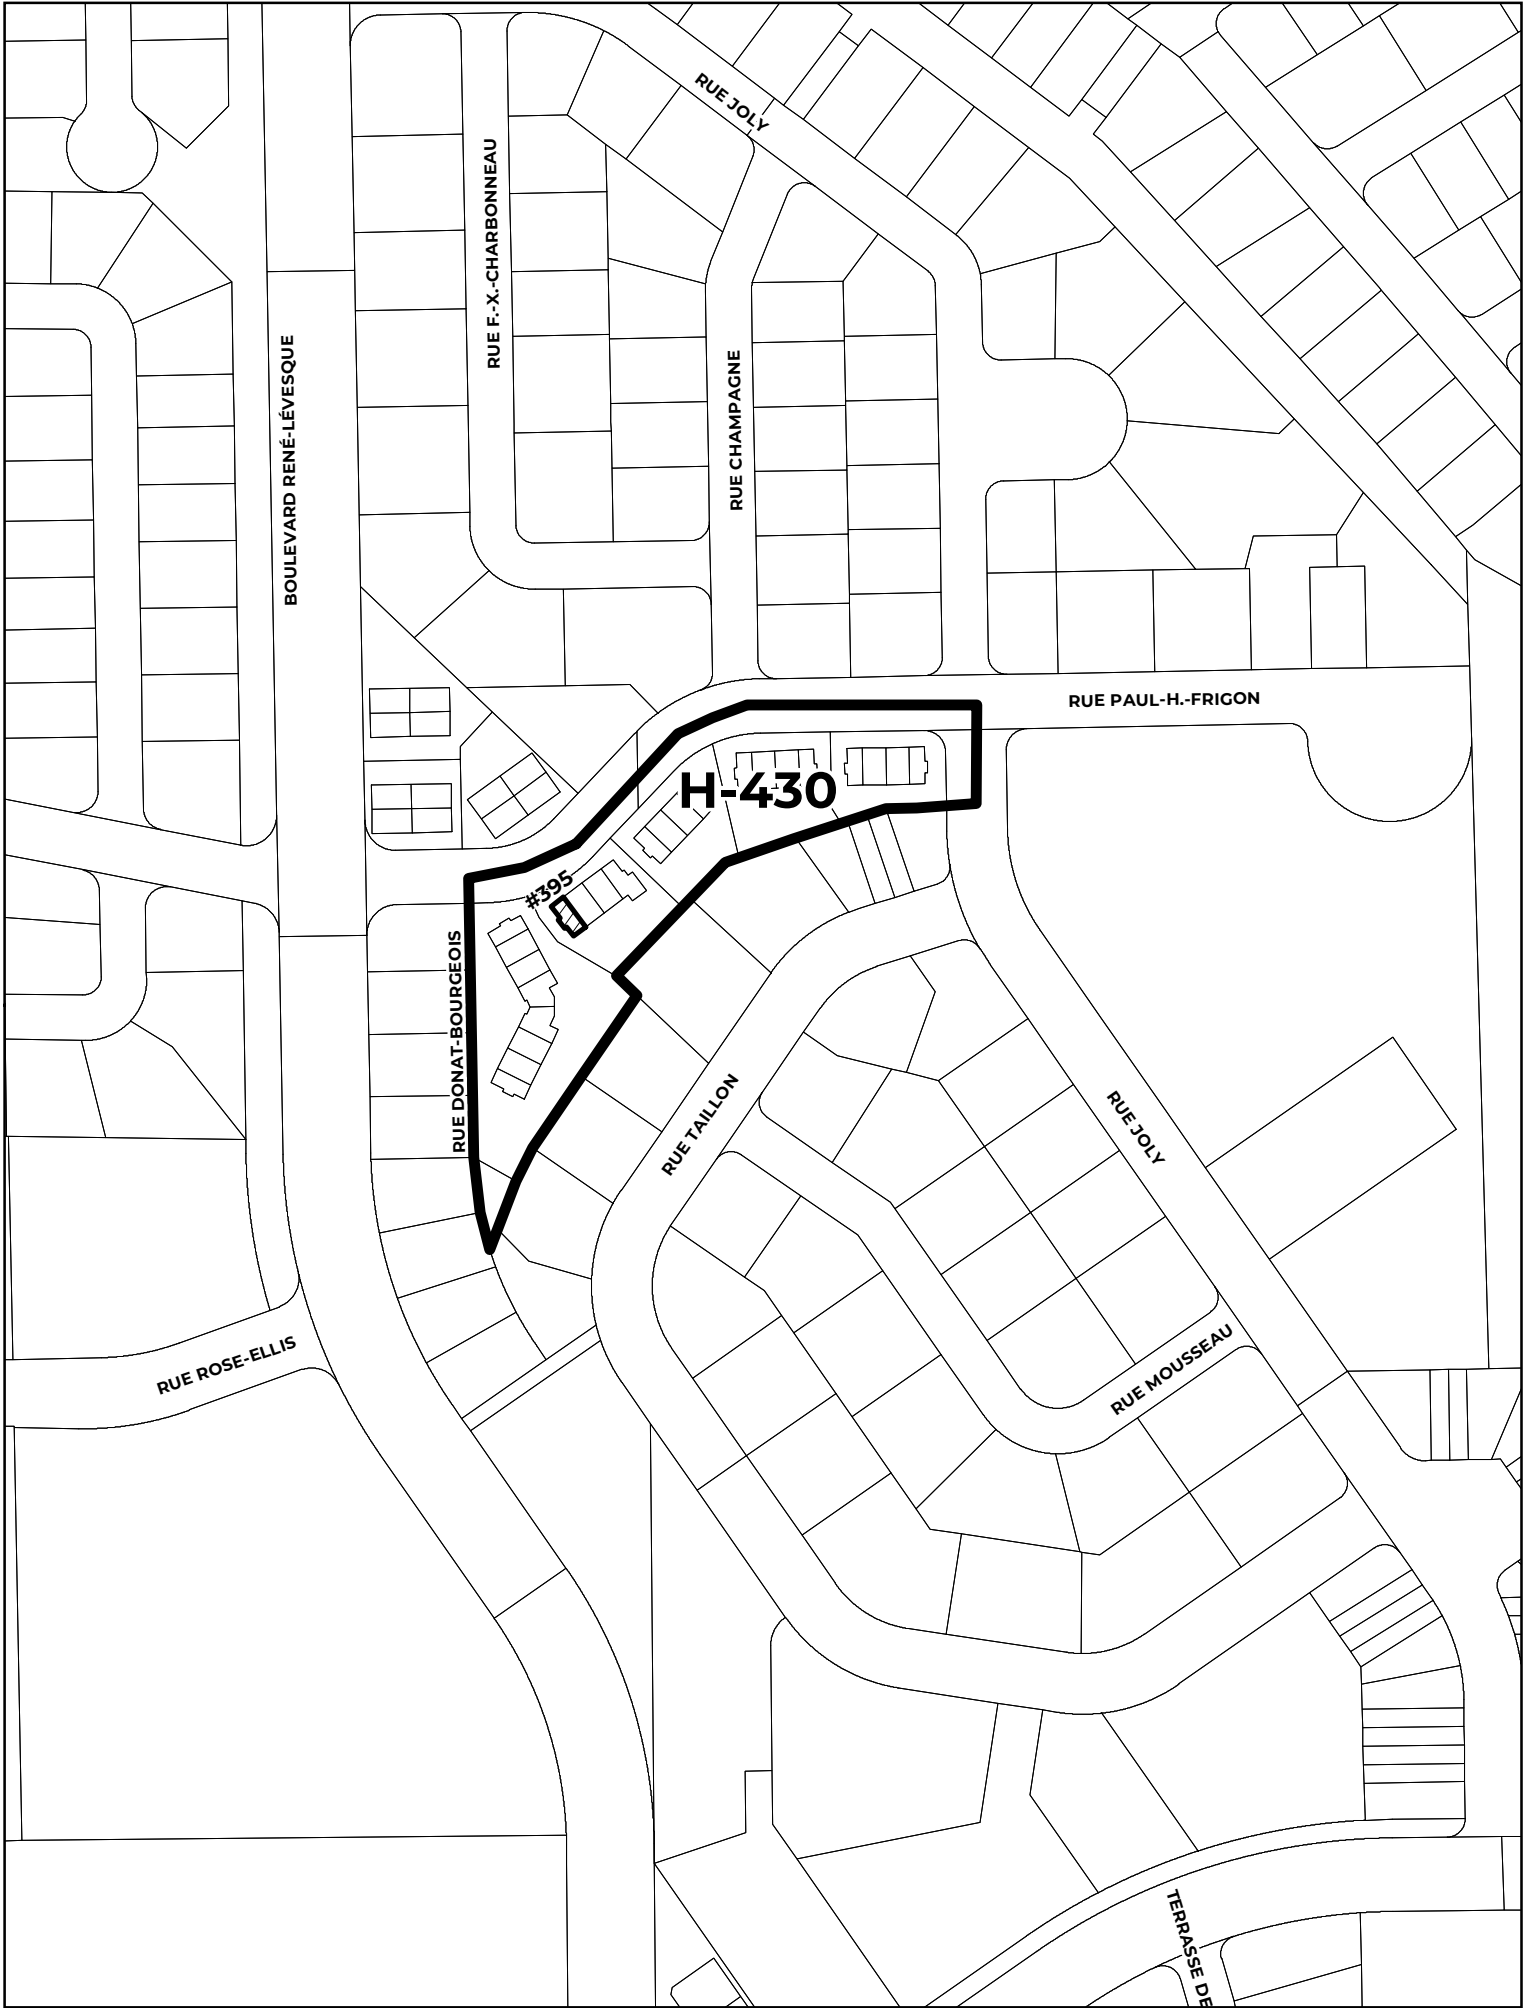 RUE JOLY
RUE F.-X.-CHARBONNEAU
BOULEVARD RENÉ-LÉVESQUE
RUE CHAMPAGNE
RUE PAUL-H.-FRIGON
H-430
#395
RUE DONAT-BOURGEOIS
RUE TAILLON
RUE JOLY
RUE ROSE-ELLIS
RUE MOUSSEAU
TERRASSE DE